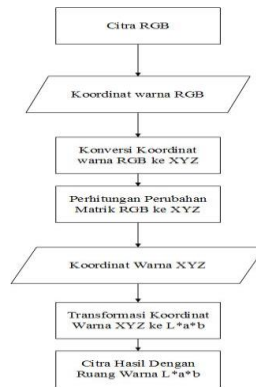 Citra RGB
Koordinat warna RGB
Konversi Koordinat
warna RGB ke XYZ
Perhitungan Perubahan
Matrik RGB ke XYZ
Koordinat Warna XYZ
Transformasi Koordinat
Warna XYZ ke L*a*b
Citra Hasil Dengan
Ruang Warna L*a*b